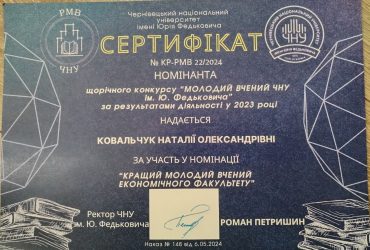 РМВ
ЧНУ
Чернівецький національний
університет
імені Юрія Федьковича
ЧНУ
СЕРТИФІКАТ
№ КР-РМВ 22/2024
НОМІНАНТА
щорічного конкурсу "МОЛОДИЙ ВЧЕНИЙ ЧНУ
ім. Ю. Федьковича"
за результатами діяльності у 2023 році
НАДАЄТЬСЯ
КОВАЛЬЧУК НАТАЛІЇ ОЛЕКСАНДРІВНІ
ЗА УЧАСТЬ У НОМІНАЦІЇ
"КРАЩИЙ МОЛОДИЙ ВЧЕНИЙ
ЕКОНОМІЧНОГО ФАКУЛЬТЕТУ"
Ректор ЧНУ
ім. Ю. Федьковича
РОМАН ПЕТРИШИН
Наказ № 146 від 6.05.2024